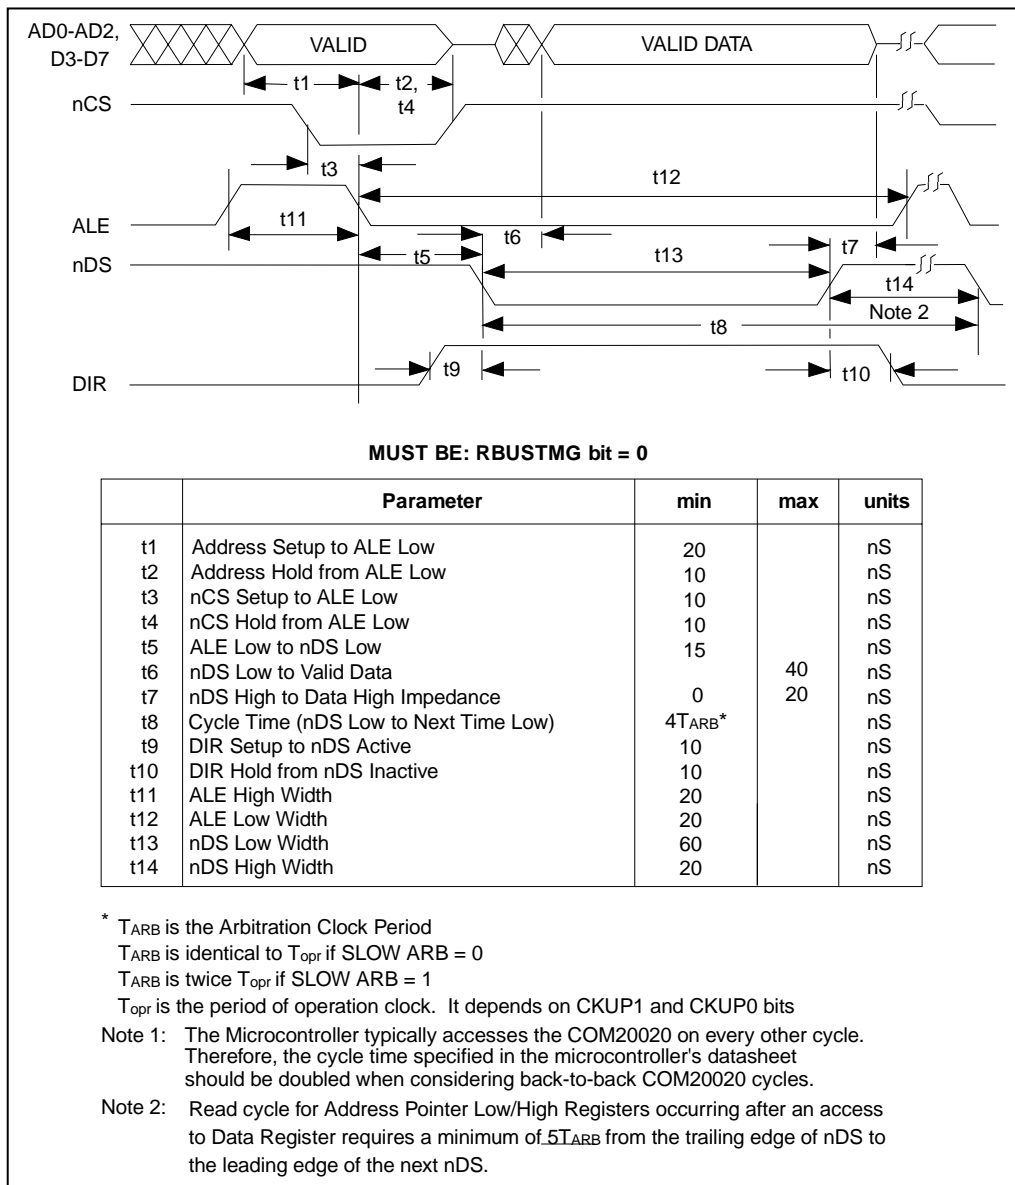 AD0-AD2,
D3-D7
VALID
VALID DATA
t1
t2,
t4
nCS
t3
t12
ALE
t11
t6
t7
nDS
t5
t13
t14
Note 2
t8
DIR
t9
t10
MUST BE: RBUSTMG bit = 0
Parameter min max units
t1 Address Setup to ALE Low 20 nS
t2 Address Hold from ALE Low 10 nS
t3 nCS Setup to ALE Low 10 nS
t4 nCS Hold from ALE Low 10 nS
t5 ALE Low to nDS Low 15 nS
t6 nDS Low to Valid Data 40 nS
t7 nDS High to Data High Impedance 0 20 nS
t8 Cycle Time (nDS Low to Next Time Low) 4TARB* nS
t9 DIR Setup to nDS Active 10 nS
t10 DIR Hold from nDS Inactive 10 nS
t11 ALE High Width 20 nS
t12 ALE Low Width 20 nS
t13 nDS Low Width 60 nS
t14 nDS High Width 20 nS
* TARB is the Arbitration Clock Period
TARB is identical to Topr if SLOW ARB = 0
TARB is twice Topr if SLOW ARB = 1
Topr is the period of operation clock. It depends on CKUP1 and CKUP0 bits
Note 1: The Microcontroller typically accesses the COM20020 on every other cycle.
Therefore, the cycle time specified in the microcontroller's datasheet
should be doubled when considering back-to-back COM20020 cycles.
Note 2: Read cycle for Address Pointer Low/High Registers occurring after an access
to Data Register requires a minimum of 5TARB from the trailing edge of nDS to
the leading edge of the next nDS.